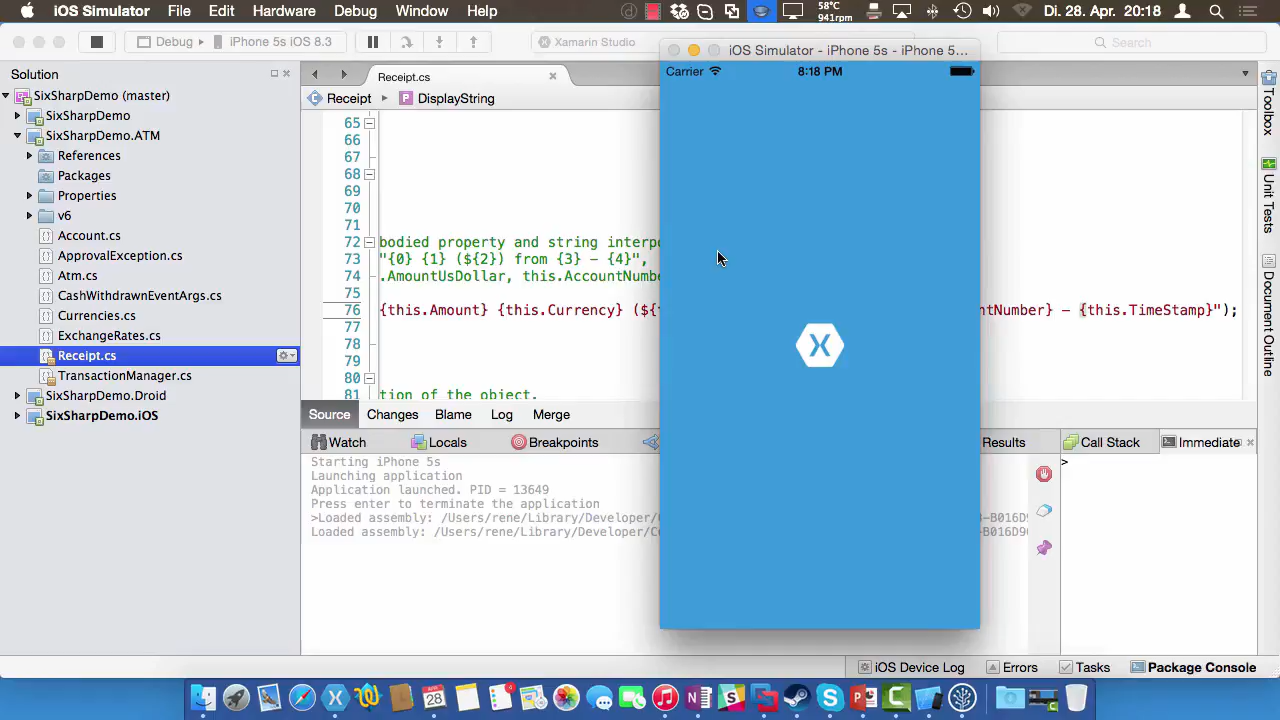 iOS Simulator File Edit Hardware Debug Window Help 58°C 941rpm Di. 28. Apr. 20:18
Debug iPhone 5s iOS 8.3 Xamarin Studio Search
iOS Simulator - iPhone 5s - iPhone 5...
Carrier 8:18 PM
Solution
Receipt.cs
SixSharpDemo (master)
SixSharpDemo
SixSharpDemo.ATM
References
Packages
Properties
v6
Account.cs
ApprovalException.cs
Atm.cs
CashWithdrawnEventArgs.cs
Currencies.cs
ExchangeRates.cs
Receipt.cs
TransactionManager.cs
SixSharpDemo.Droid
SixSharpDemo.iOS
Receipt DisplayString
65
66
67
68
69
70
71
72 bodied property and string interp
73 "{0} {1} (${2}) from {3} – {4}",
74 .AmountUsDollar, this.AccountNumbe
75
76 {this.Amount} {this.Currency} (${ ntNumber} – {this.TimeStamp}");
77
78
79
80
81 tion of the object.
Source Changes Blame Log Merge
Watch Locals Breakpoints Results Call Stack Immediate
Starting iPhone 5s
Launching application
Application launched. PID = 13649
Press enter to terminate the application
>Loaded assembly: /Users/rene/Library/Developer/C
Loaded assembly: /Users/rene/Library/Developer/C
>
Toolbox
Unit Tests
Document Outline
iOS Device Log Errors Tasks Package Console
28
4